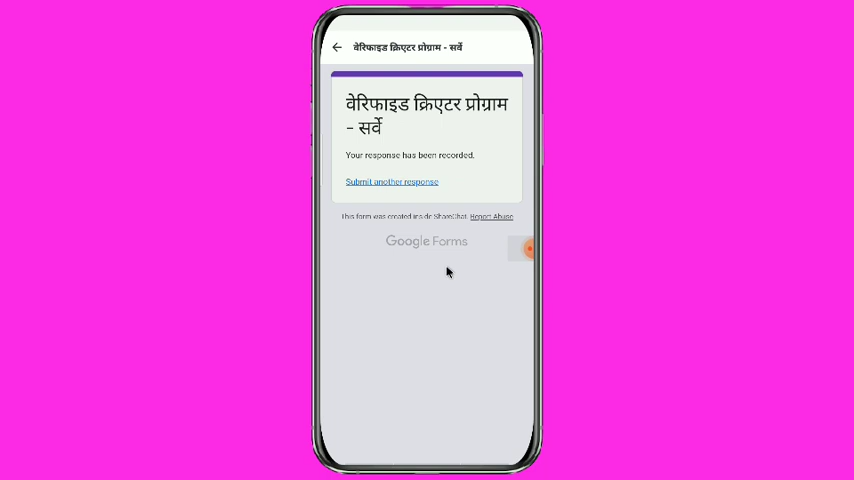 वेरिफाइड क्रिएटर प्रोग्राम - सर्वे
वेरिफाइड क्रिएटर प्रोग्राम
- सर्वे
Your response has been recorded.
Submit another response
This form was created inside ShareChat. Report Abuse
Google Forms